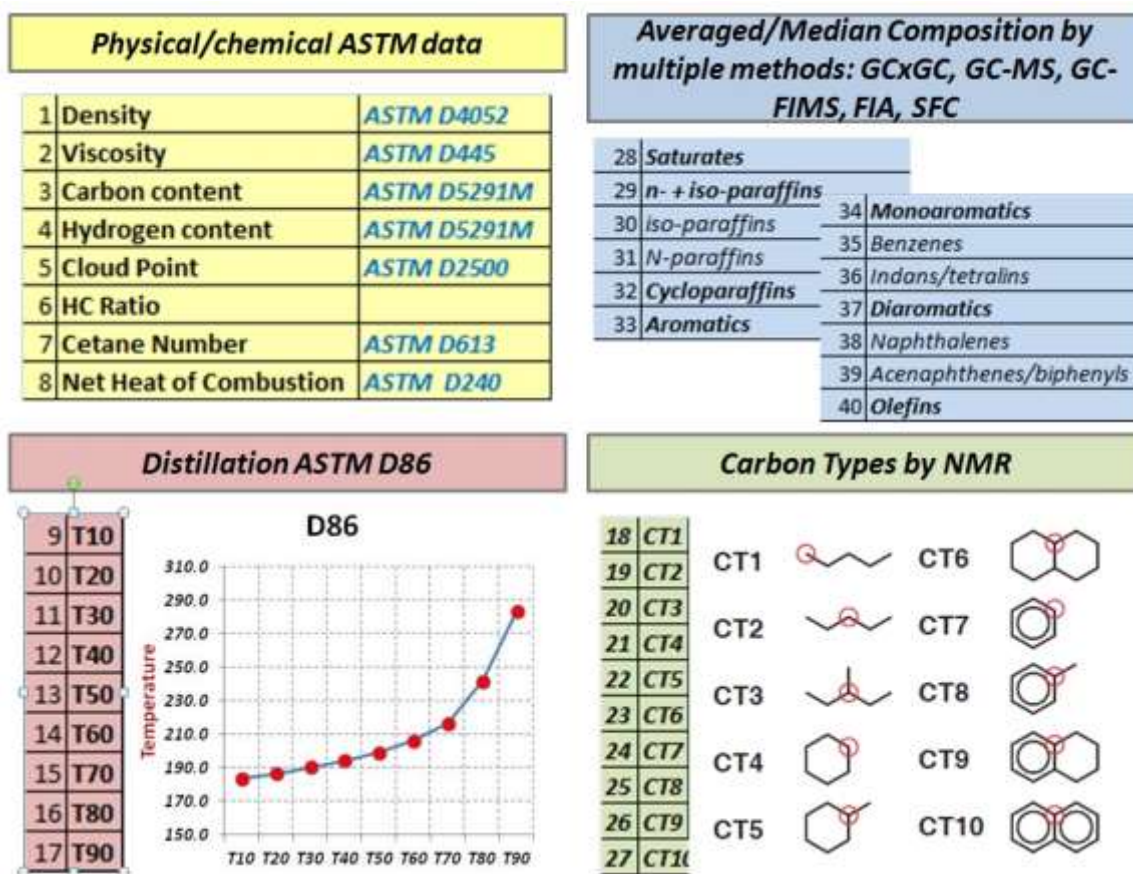 Physical/chemical ASTM data
1 Density ASTM D4052
2 Viscosity ASTM D445
3 Carbon content ASTM D5291M
4 Hydrogen content ASTM D5291M
5 Cloud Point ASTM D2500
6 HC Ratio
7 Cetane Number ASTM D613
8 Net Heat of Combustion ASTM D240
Averaged/Median Composition by
multiple methods: GCxGC, GC-MS, GC-
FIMS, FIA, SFC
28 Saturates
29 n- + iso-paraffins
30 iso-paraffins
31 N-paraffins
32 Cycloparaffins
33 Aromatics
34 Monoaromatics
35 Benzenes
36 Indans/tetralins
37 Diaromatics
38 Naphthalenes
39 Acenaphthenes/biphenyls
40 Olefins
Distillation ASTM D86
9 T10
10 T20
11 T30
12 T40
13 T50
14 T60
15 T70
16 T80
17 T90
D86
Temperature
310.0
290.0
270.0
250.0
230.0
210.0
190.0
170.0
150.0
T10 T20 T30 T40 T50 T60 T70 T80 T90
Carbon Types by NMR
18 CT1
19 CT2
20 CT3
21 CT4
22 CT5
23 CT6
24 CT7
25 CT8
26 CT9
27 CT10
CT1 CT6
CT2 CT7
CT3 CT8
CT4 CT9
CT5 CT10